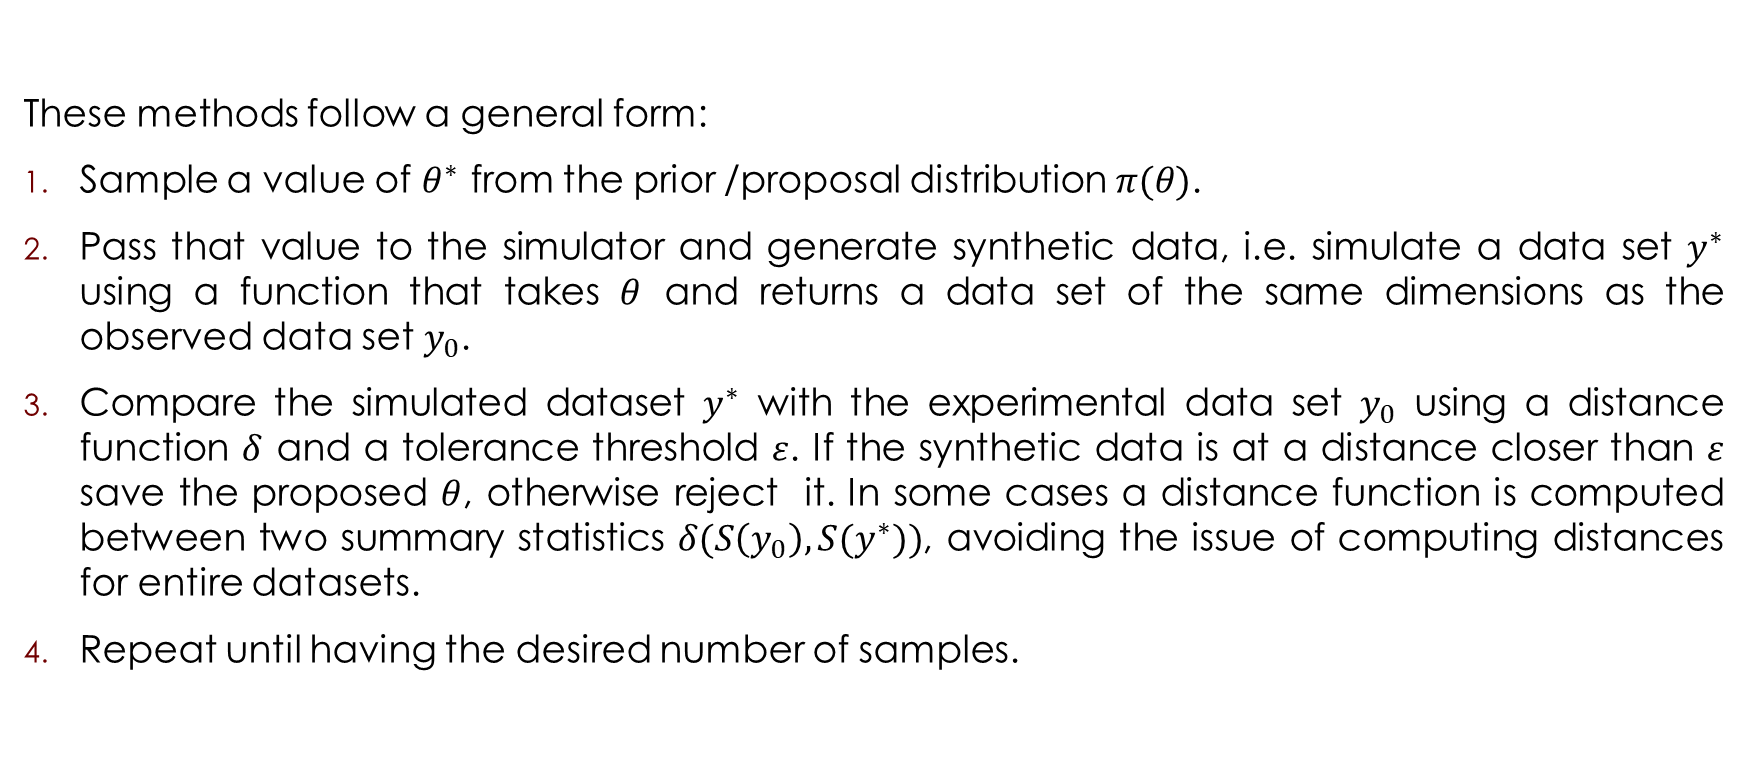 These methods follow a general form:
1. Sample a value of θ* from the prior /proposal distribution π(θ).
2. Pass that value to the simulator and generate synthetic data, i.e. simulate a data set y*
using a function that takes θ and returns a data set of the same dimensions as the
observed data set y₀.
3. Compare the simulated dataset y* with the experimental data set y₀ using a distance
function δ and a tolerance threshold ε. If the synthetic data is at a distance closer than ε
save the proposed θ, otherwise reject it. In some cases a distance function is computed
between two summary statistics δ(S(y₀),S(y*)), avoiding the issue of computing distances
for entire datasets.
4. Repeat until having the desired number of samples.